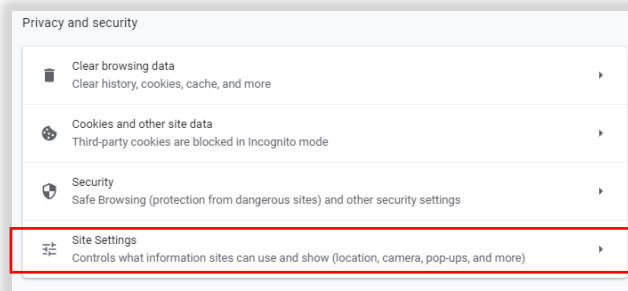 Privacy and security
Clear browsing data
Clear history, cookies, cache, and more
Cookies and other site data
Third-party cookies are blocked in Incognito mode
Security
Safe Browsing (protection from dangerous sites) and other security settings
Site Settings
Controls what information sites can use and show (location, camera, pop-ups, and more)